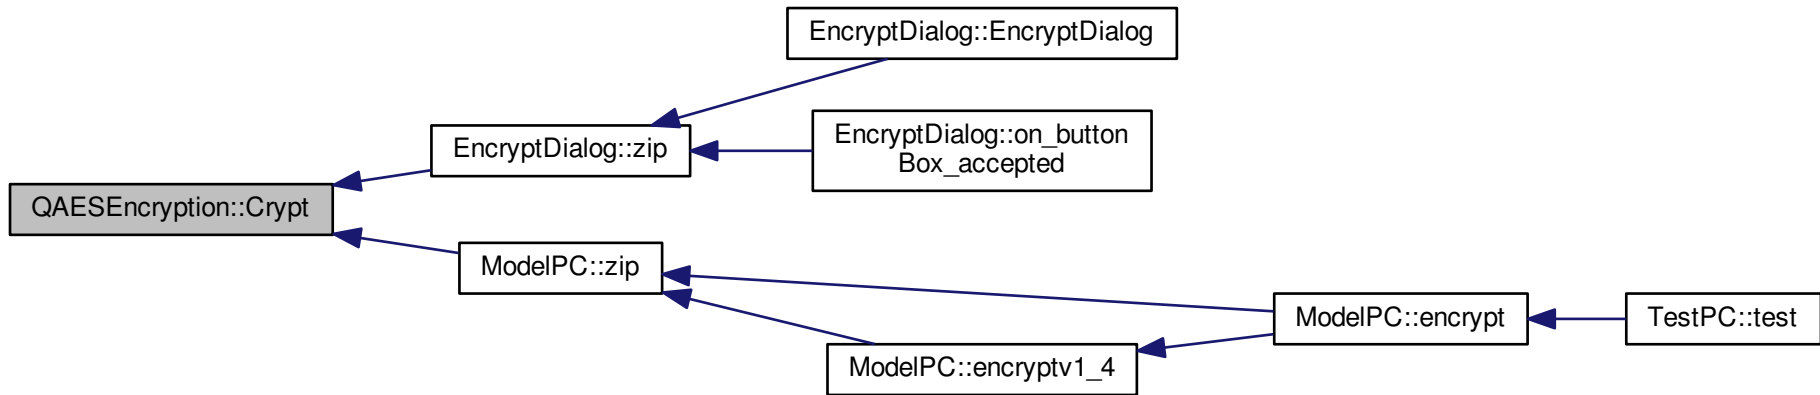 EncryptDialog::EncryptDialog
EncryptDialog::zip
EncryptDialog::on_button
Box_accepted
QAESEncryption::Crypt
ModelPC::zip
ModelPC::encrypt
TestPC::test
ModelPC::encryptv1_4